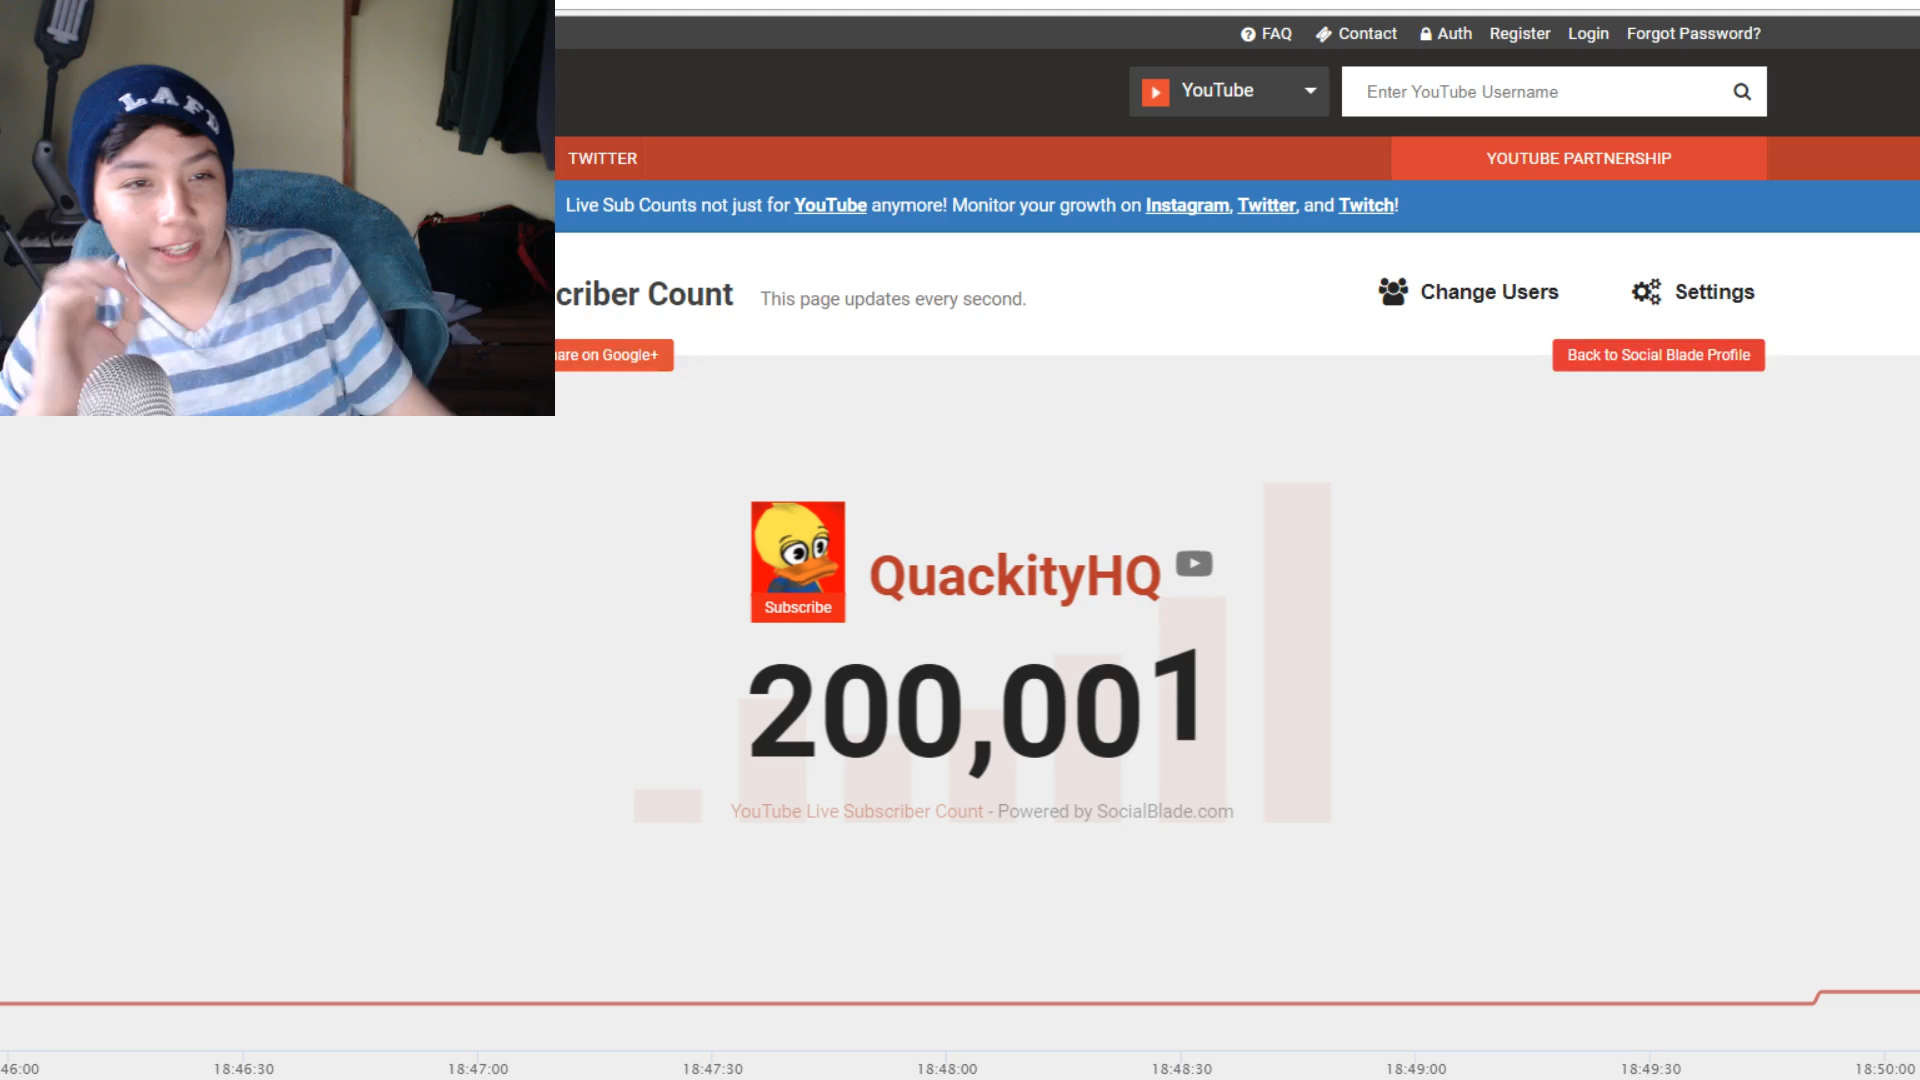 FAQ Contact Auth Register Login Forgot Password?
YouTube Enter YouTube Username
LAFD
TWITTER YOUTUBE PARTNERSHIP
Live Sub Counts not just for YouTube anymore! Monitor your growth on Instagram, Twitter, and Twitch!
criber Count This page updates every second. Change Users Settings
are on Google+ Back to Social Blade Profile
QuackityHQ
Subscribe
200,001
YouTube Live Subscriber Count - Powered by SocialBlade.com
46:00 18:46:30 18:47:00 18:47:30 18:48:00 18:48:30 18:49:00 18:49:30 18:50:00